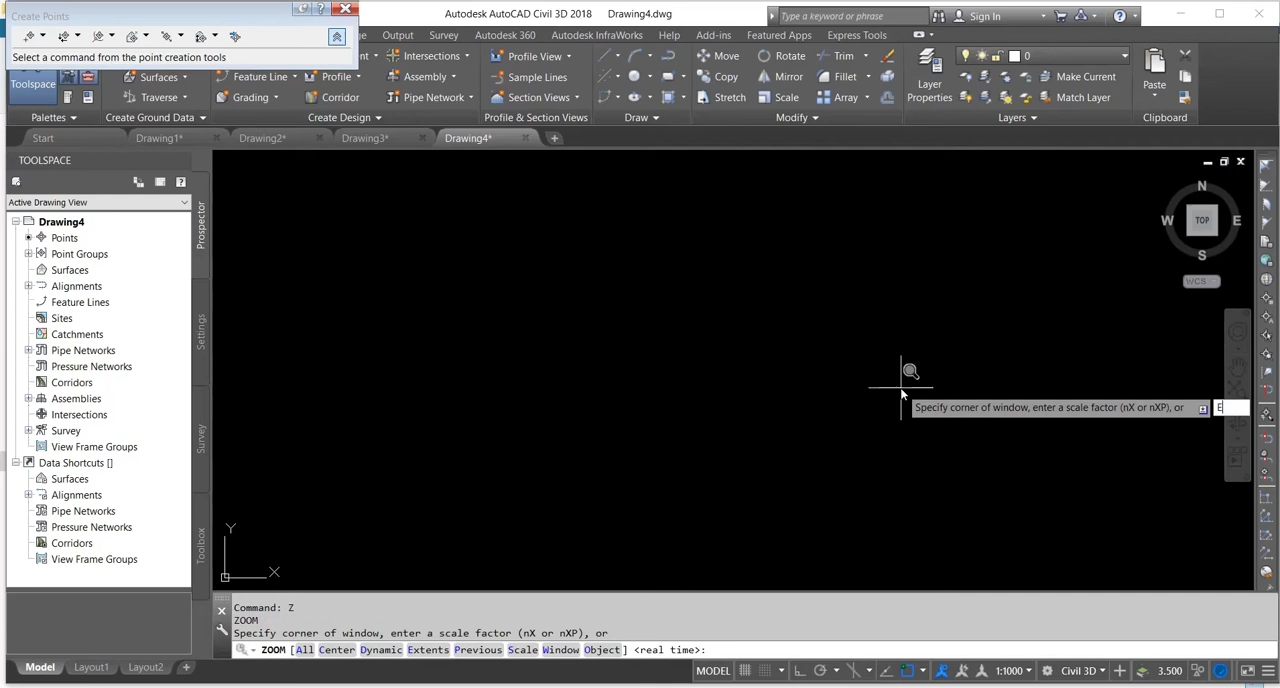 Create Points
Select a command from the point creation tools
Autodesk AutoCAD Civil 3D 2018 Drawing4.dwg
Type a keyword or phrase
Sign In
Output Survey Autodesk 360 Autodesk InfraWorks Help Add-ins Featured Apps Express Tools
Toolspace
Surfaces
Traverse
Palettes
Create Ground Data
Feature Line
Grading
Profile
Corridor
Intersections
Assembly
Pipe Network
Create Design
Profile View
Sample Lines
Section Views
Profile & Section Views
Draw
Move Rotate Trim
Copy Mirror Fillet
Stretch Scale Array
Modify
Layer
Properties
0
Make Current
Match Layer
Layers
Paste
Clipboard
Start Drawing1* Drawing2* Drawing3* Drawing4*
TOOLSPACE
Active Drawing View
Drawing4
Points
Point Groups
Surfaces
Alignments
Feature Lines
Sites
Catchments
Pipe Networks
Pressure Networks
Corridors
Assemblies
Intersections
Survey
View Frame Groups
Data Shortcuts []
Surfaces
Alignments
Pipe Networks
Pressure Networks
Corridors
View Frame Groups
Prospector
Settings
Survey
Toolbox
N
W TOP E
S
WCS
Specify corner of window, enter a scale factor (nX or nXP), or
E
Y
X
Command: Z
ZOOM
Specify corner of window, enter a scale factor (nX or nXP), or
ZOOM [All Center Dynamic Extents Previous Scale Window Object] <real time>:
Model Layout1 Layout2 +
MODEL 1:1000 Civil 3D 3.500